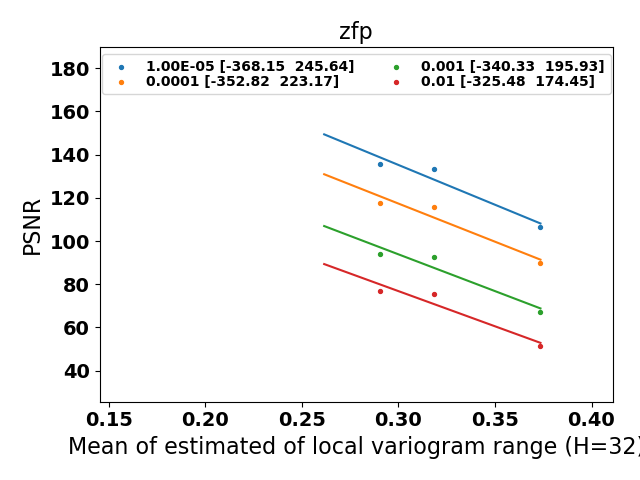 zfp
1.00E-05 [-368.15  245.64]
0.0001 [-352.82  223.17]
0.001 [-340.33  195.93]
0.01 [-325.48  174.45]
PSNR
180
160
140
120
100
80
60
40
0.15 0.20 0.25 0.30 0.35 0.40
Mean of estimated of local variogram range (H=32)